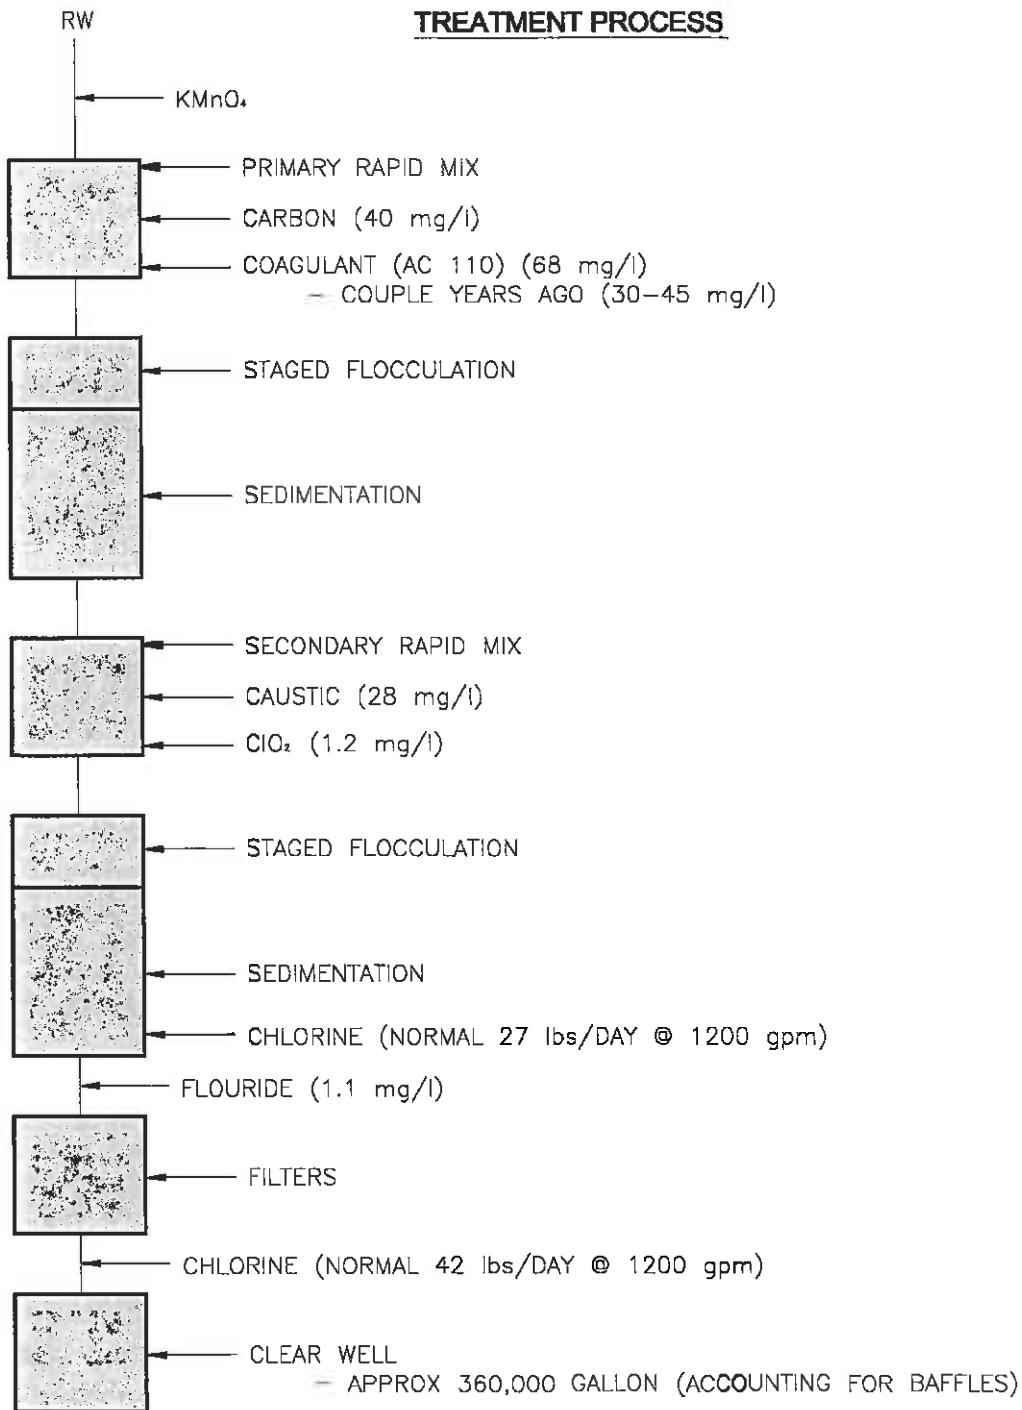 RW
TREATMENT PROCESS
KMnO₄
PRIMARY RAPID MIX
CARBON (40 mg/l)
COAGULANT (AC 110) (68 mg/l)
– COUPLE YEARS AGO (30–45 mg/l)
STAGED FLOCCULATION
SEDIMENTATION
SECONDARY RAPID MIX
CAUSTIC (28 mg/l)
ClO₂ (1.2 mg/l)
STAGED FLOCCULATION
SEDIMENTATION
CHLORINE (NORMAL 27 lbs/DAY @ 1200 gpm)
FLOURIDE (1.1 mg/l)
FILTERS
CHLORINE (NORMAL 42 lbs/DAY @ 1200 gpm)
CLEAR WELL
– APPROX 360,000 GALLON (ACCOUNTING FOR BAFFLES)